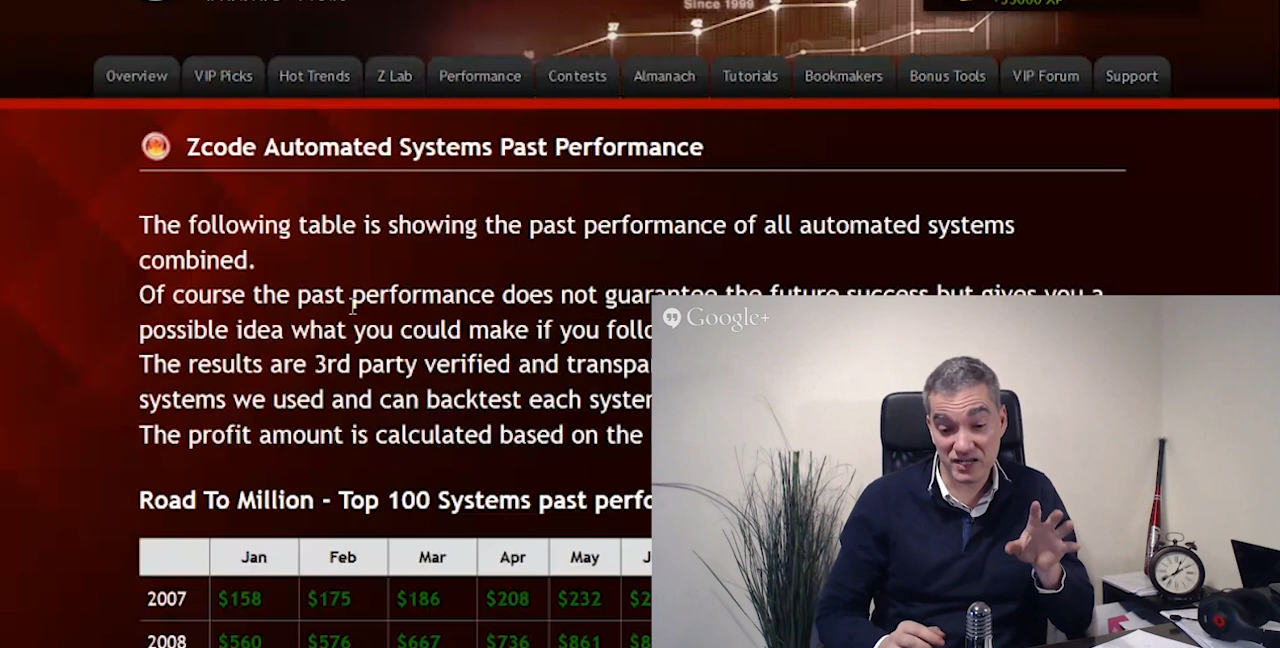 Since 1999
37
42
Overview VIP Picks Hot Trends Z Lab Performance Contests Almanach Tutorials Bookmakers Bonus Tools VIP Forum Support
Zcode Automated Systems Past Performance
The following table is showing the past performance of all automated systems
combined.
Of course the past performance does not guarantee the future success but gives you a
possible idea what you could make if you
The results are 3rd party verified and
systems we used and can backtest each
The profit amount is calculated based on the
Google+
Road To Million - Top 100 Systems past
Jan Feb Mar Apr May
2007 $158 $175 $186 $208 $232
2008 $560 $576 $667 $736 $861